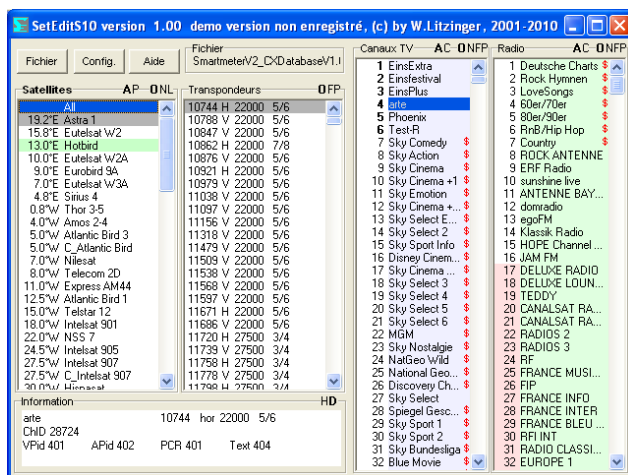 SetEditS10 version 1.00 demo version non enregistré, (c) by W.Litzinger, 2001-2010
Fichier
Config.
Aide
Fichier
SmartmeterV2_CXDatabaseV1.
Satellites AP ONL
All
19.2°E Astra 1
15.8°E Eutelsat W2
13.0°E Hotbird
10.0°E Eutelsat W2A
9.0°E Eurobird 9A
7.0°E Eutelsat W3A
4.8°E Sirius 4
0.8°W Thor 3-5
4.0°W Amos 2-4
5.0°W Atlantic Bird 3
5.0°W C_Atlantic Bird
7.0°W Nilesat
8.0°W Telecom 2D
11.0°W Express AM44
12.5°W Atlantic Bird 1
15.0°W Telstar 12
18.0°W Intelsat 901
22.0°W NSS 7
24.5°W Intelsat 905
27.5°W Intelsat 907
27.5°W C_Intelsat 907
30.0°W Hispasat
Transpondeurs OFP
10744 H 22000 5/6
10788 V 22000 5/6
10847 V 22000 5/6
10862 H 22000 7/8
10876 V 22000 5/6
10921 H 22000 5/6
10979 V 22000 5/6
11038 V 22000 5/6
11097 V 22000 5/6
11156 V 22000 5/6
11318 V 22000 5/6
11479 V 22000 5/6
11509 V 22000 5/6
11538 V 22000 5/6
11568 V 22000 5/6
11597 V 22000 5/6
11671 H 22000 5/6
11686 V 22000 5/6
11720 H 27500 3/4
11739 V 27500 3/4
11758 H 27500 3/4
11778 V 27500 3/4
11798 H 27500 3/4
Canaux TV AC ONFP
1 EinsExtra
2 Einsfestival
3 EinsPlus
4 arte
5 Phoenix
6 Test-R
7 Sky Comedy $
8 Sky Action $
9 Sky Cinema $
10 Sky Cinema +1 $
11 Sky Emotion $
12 Sky Cinema +... $
13 Sky Select E... $
14 Sky Select 2 $
15 Sky Sport Info $
16 Disney Cinem... $
17 Sky Cinema ... $
18 Sky Select 3 $
19 Sky Select 4 $
20 Sky Select 5 $
21 Sky Select 6 $
22 MGM $
23 Sky Nostalgie $
24 NatGeo Wild $
25 National Geo... $
26 Discovery Ch... $
27 Sky Select
28 Spiegel Gesc... $
29 Sky Sport 1 $
30 Sky Sport 2 $
31 Sky Bundesliga $
32 Blue Movie $
Radio AC ONFP
1 Deutsche Charts $
2 Rock Hymnen $
3 LoveSongs $
4 60er/70er $
5 80er/90er $
6 RnB/Hip Hop $
7 Country $
8 ROCK ANTENNE
9 ERF Radio
10 sunshine live
11 ANTENNE BAY...
12 domradio
13 egoFM
14 Klassik Radio
15 HOPE Channel ...
16 JAM FM
17 DELUXE RADIO
18 DELUXE LOUN...
19 TEDDY
20 CANALSAT RA...
21 CANALSAT RA...
22 RADIOS 2
23 RADIOS 3
24 RF
25 FRANCE MUSI...
26 FIP
27 FRANCE INFO
28 FRANCE INTER
29 FRANCE BLEU ...
30 RFI INT
31 RADIO CLASSI...
32 EUROPE 1
Information HD
arte 10744 hor 22000 5/6
ChID 28724
VPid 401 APid 402 PCR 401 Text 404